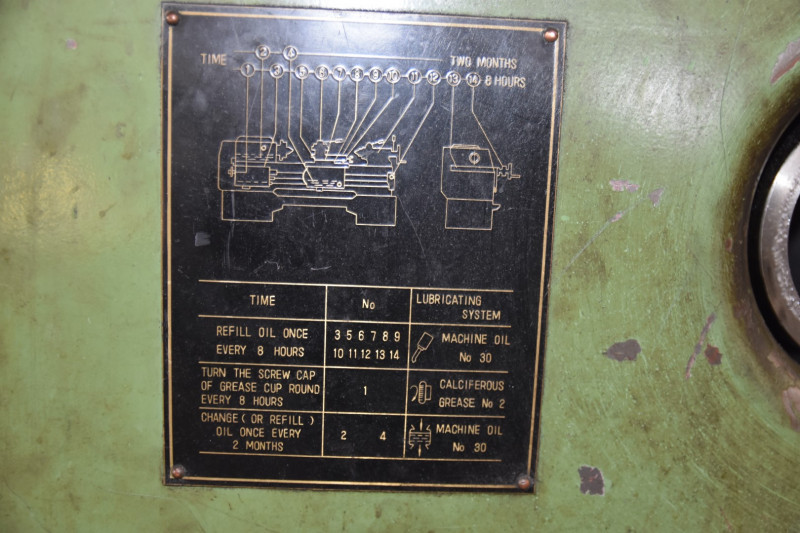 ② ④
TIME TWO MONTHS
① ③ ⑤ ⑥ ⑦ ⑧ ⑨ ⑩ ⑪ ⑫ ⑬ ⑭ 8 HOURS
TIME No LUBRICATING
SYSTEM
REFILL OIL ONCE 3 5 6 7 8 9 MACHINE OIL
EVERY 8 HOURS 10 11 12 13 14 No 30
TURN THE SCREW CAP
OF GREASE CUP ROUND 1 CALCIFEROUS
EVERY 8 HOURS GREASE No 2
CHANGE ( OR REFILL )
OIL ONCE EVERY 2 4 MACHINE OIL
2 MONTHS No 30